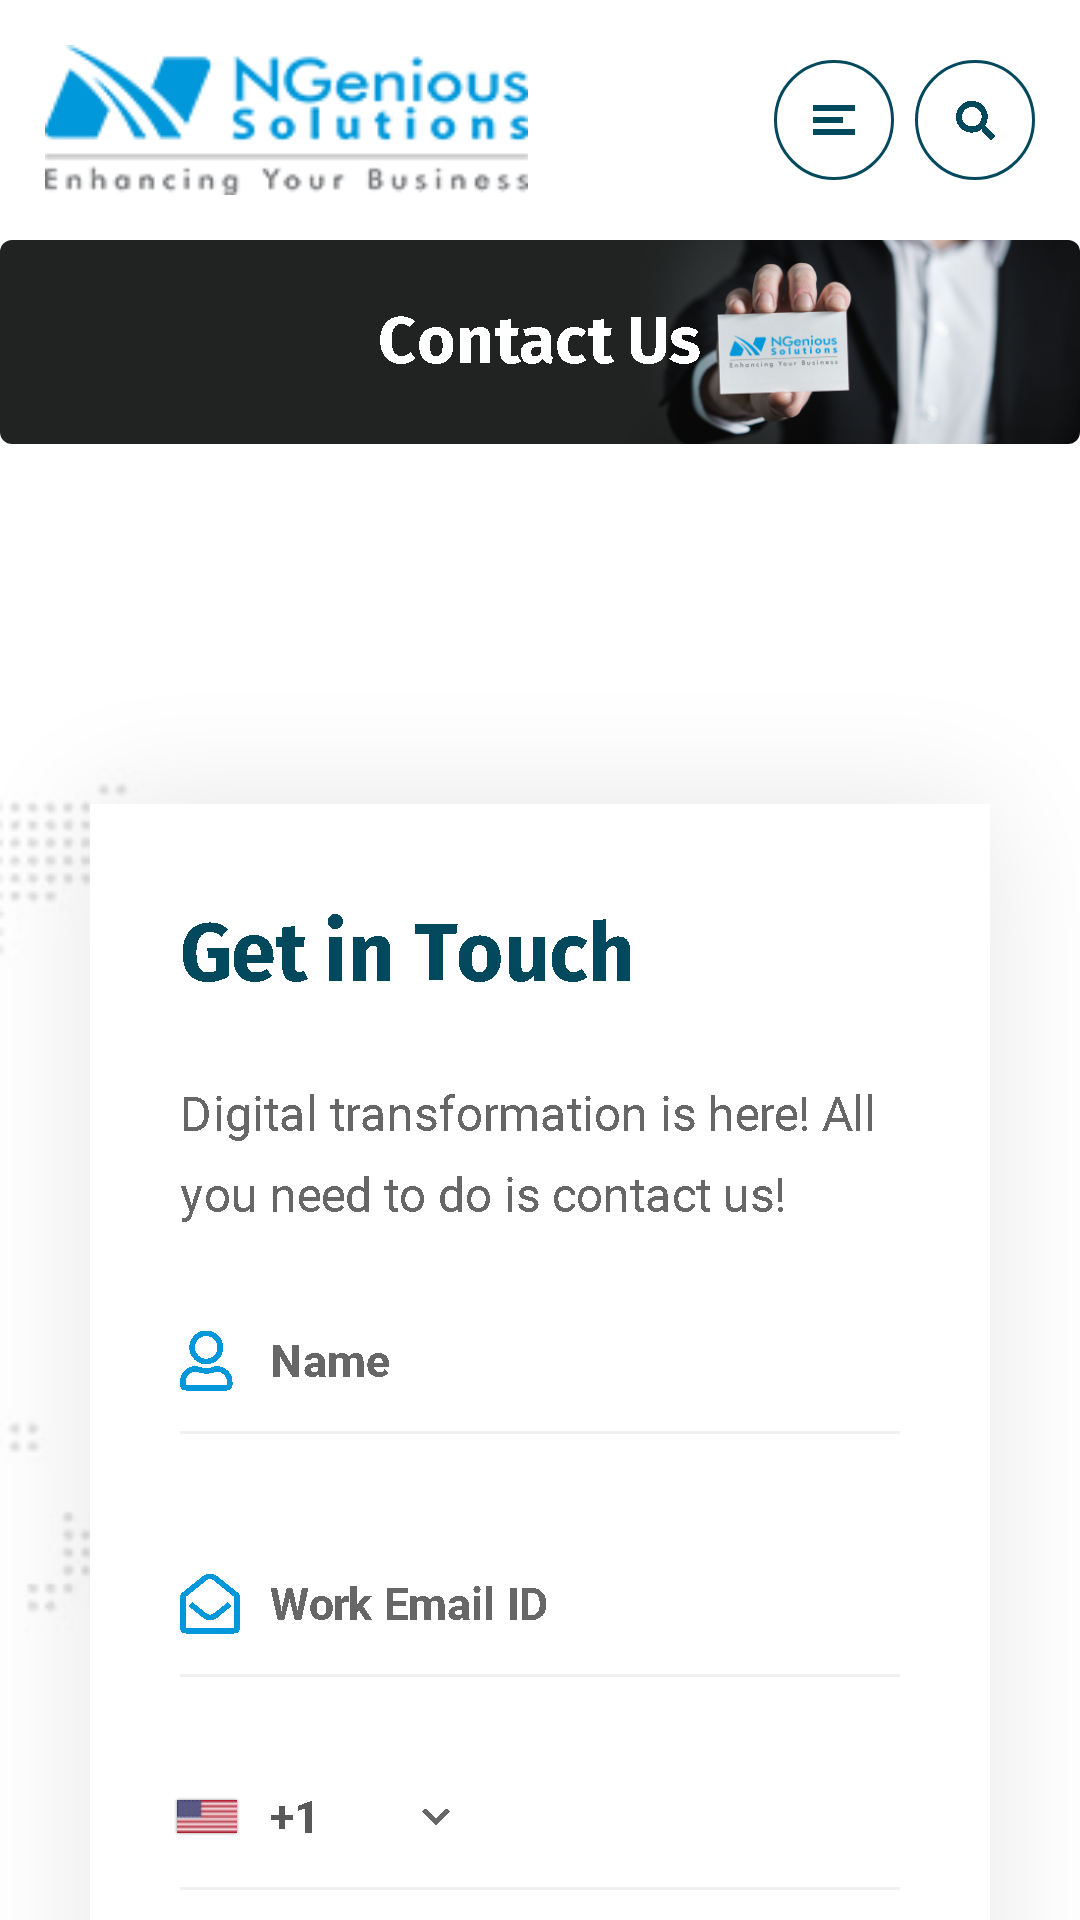 NGenious
Solutions
Enhancing Your Business
Contact Us
NGenious
Solutions
Enhancing Your Business
Get in Touch
Digital transformation is here! All
you need to do is contact us!
Name
Work Email ID
+1